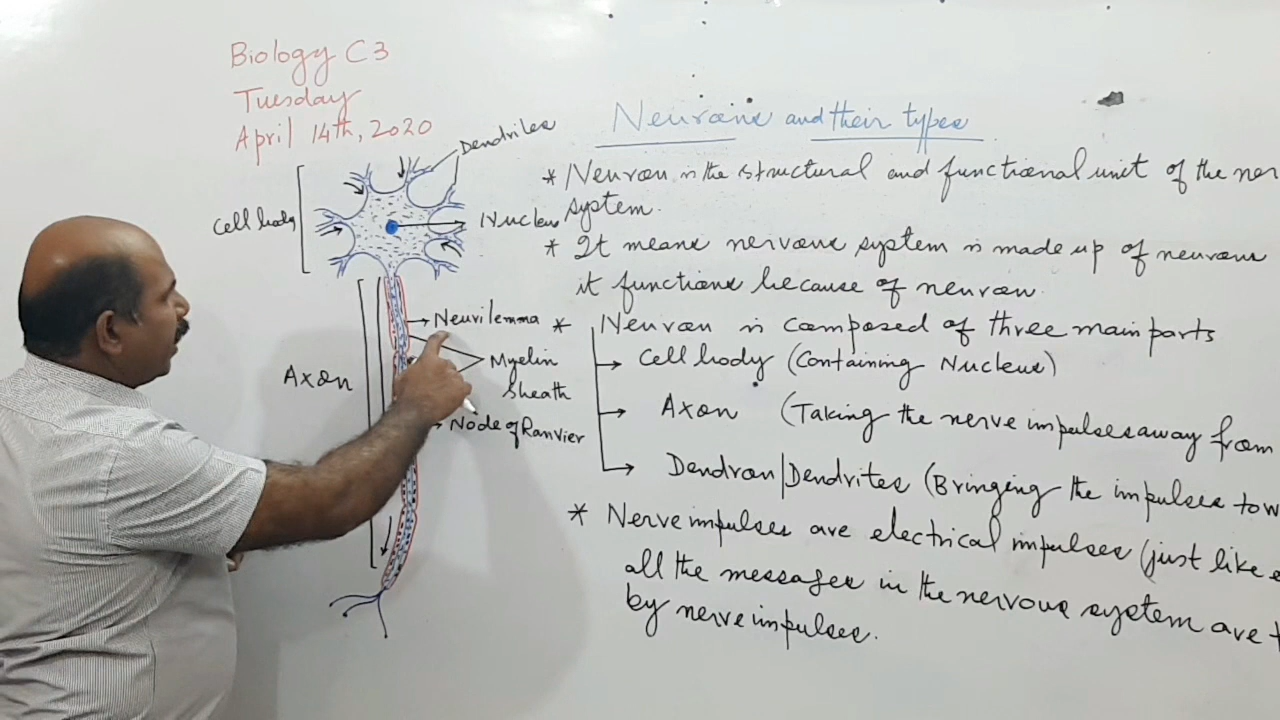 Biology C3
Tuesday
April 14th, 2020
Neurons and their types
Dendrites
Cell body
Nucleus
Axon
Neurilemma
Myelin
Sheath
Node of Ranvier
* Neuron is the structural and functional unit of the ner
system.
* It means nervous system is made up of neurons
it functions because of neuron.
* Neuron is composed of three main parts
Cell body (Containing Nucleus)
Axon (Taking the nerve impulses away from
Dendron/Dendrites (Bringing the impulses tow
* Nerve impulses are electrical impulses (just like e
all the messages in the nervous system are t
by nerve impulses.